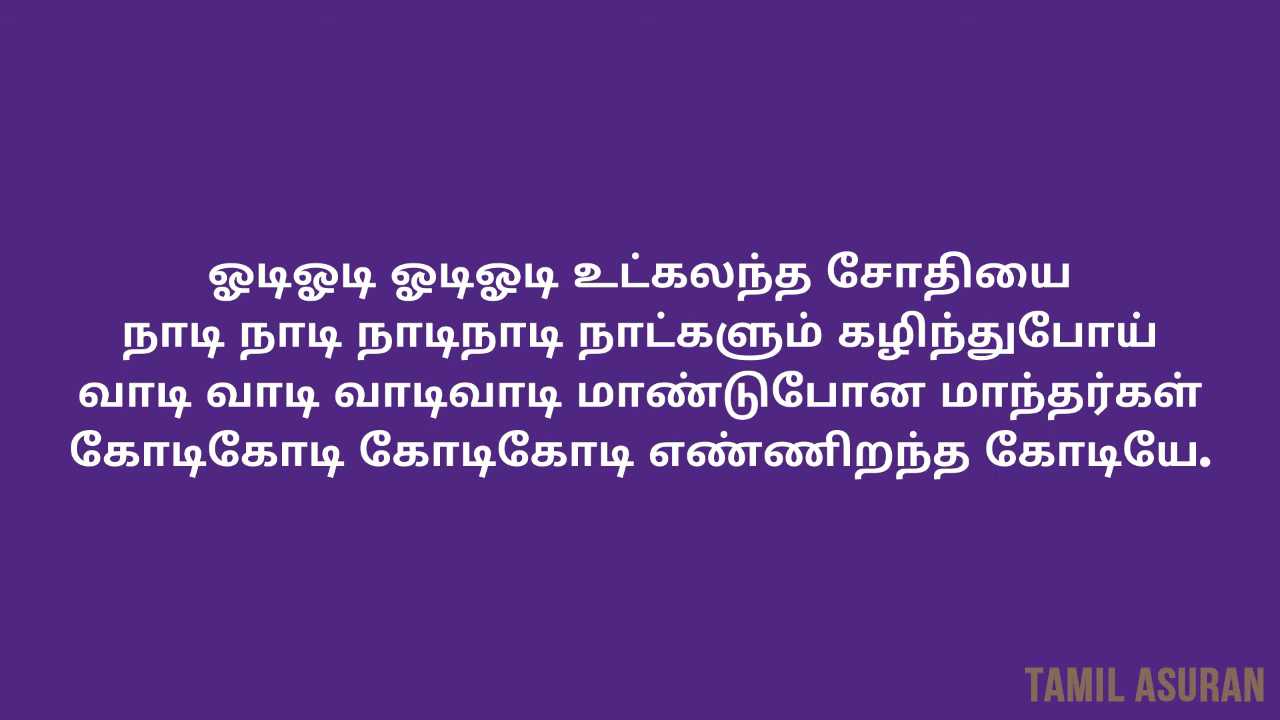 ஓடிஓடி ஓடிஓடி உட்கலந்த சோதியை
நாடி நாடி நாடிநாடி நாட்களும் கழிந்துபோய்
வாடி வாடி வாடிவாடி மாண்டுபோன மாந்தர்கள்
கோடிகோடி கோடிகோடி எண்ணிறந்த கோடியே.
TAMIL ASURAN